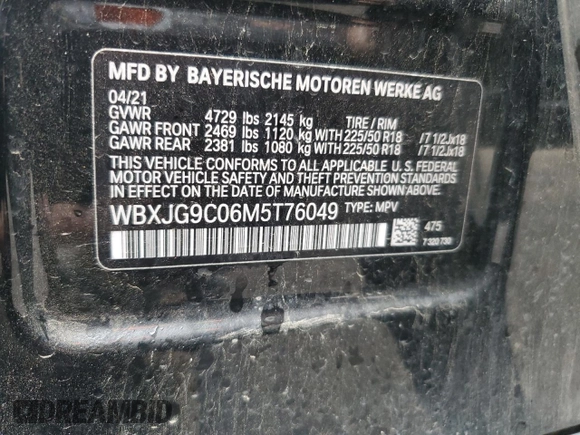 MFD BY BAYERISCHE MOTOREN WERKE AG
04/21
GVWR 4729 lbs 2145 kg TIRE / RIM
GAWR FRONT 2469 lbs 1120 kg WITH 225/50 R18 /7 1/2Jx18
GAWR REAR 2381 lbs 1080 kg WITH 225/50 R18 /7 1/2Jx18
THIS VEHICLE CONFORMS TO ALL APPLICABLE U.S. FEDERAL
MOTOR VEHICLE SAFETY AND THEFT PREVENTION STANDARDS
IN EFFECT ON THE DATE OF MANUFACTURE SHOWN ABOVE.
WBXJG9C06M5T76049 TYPE: MPV
475
7 320 730
DREAMBID